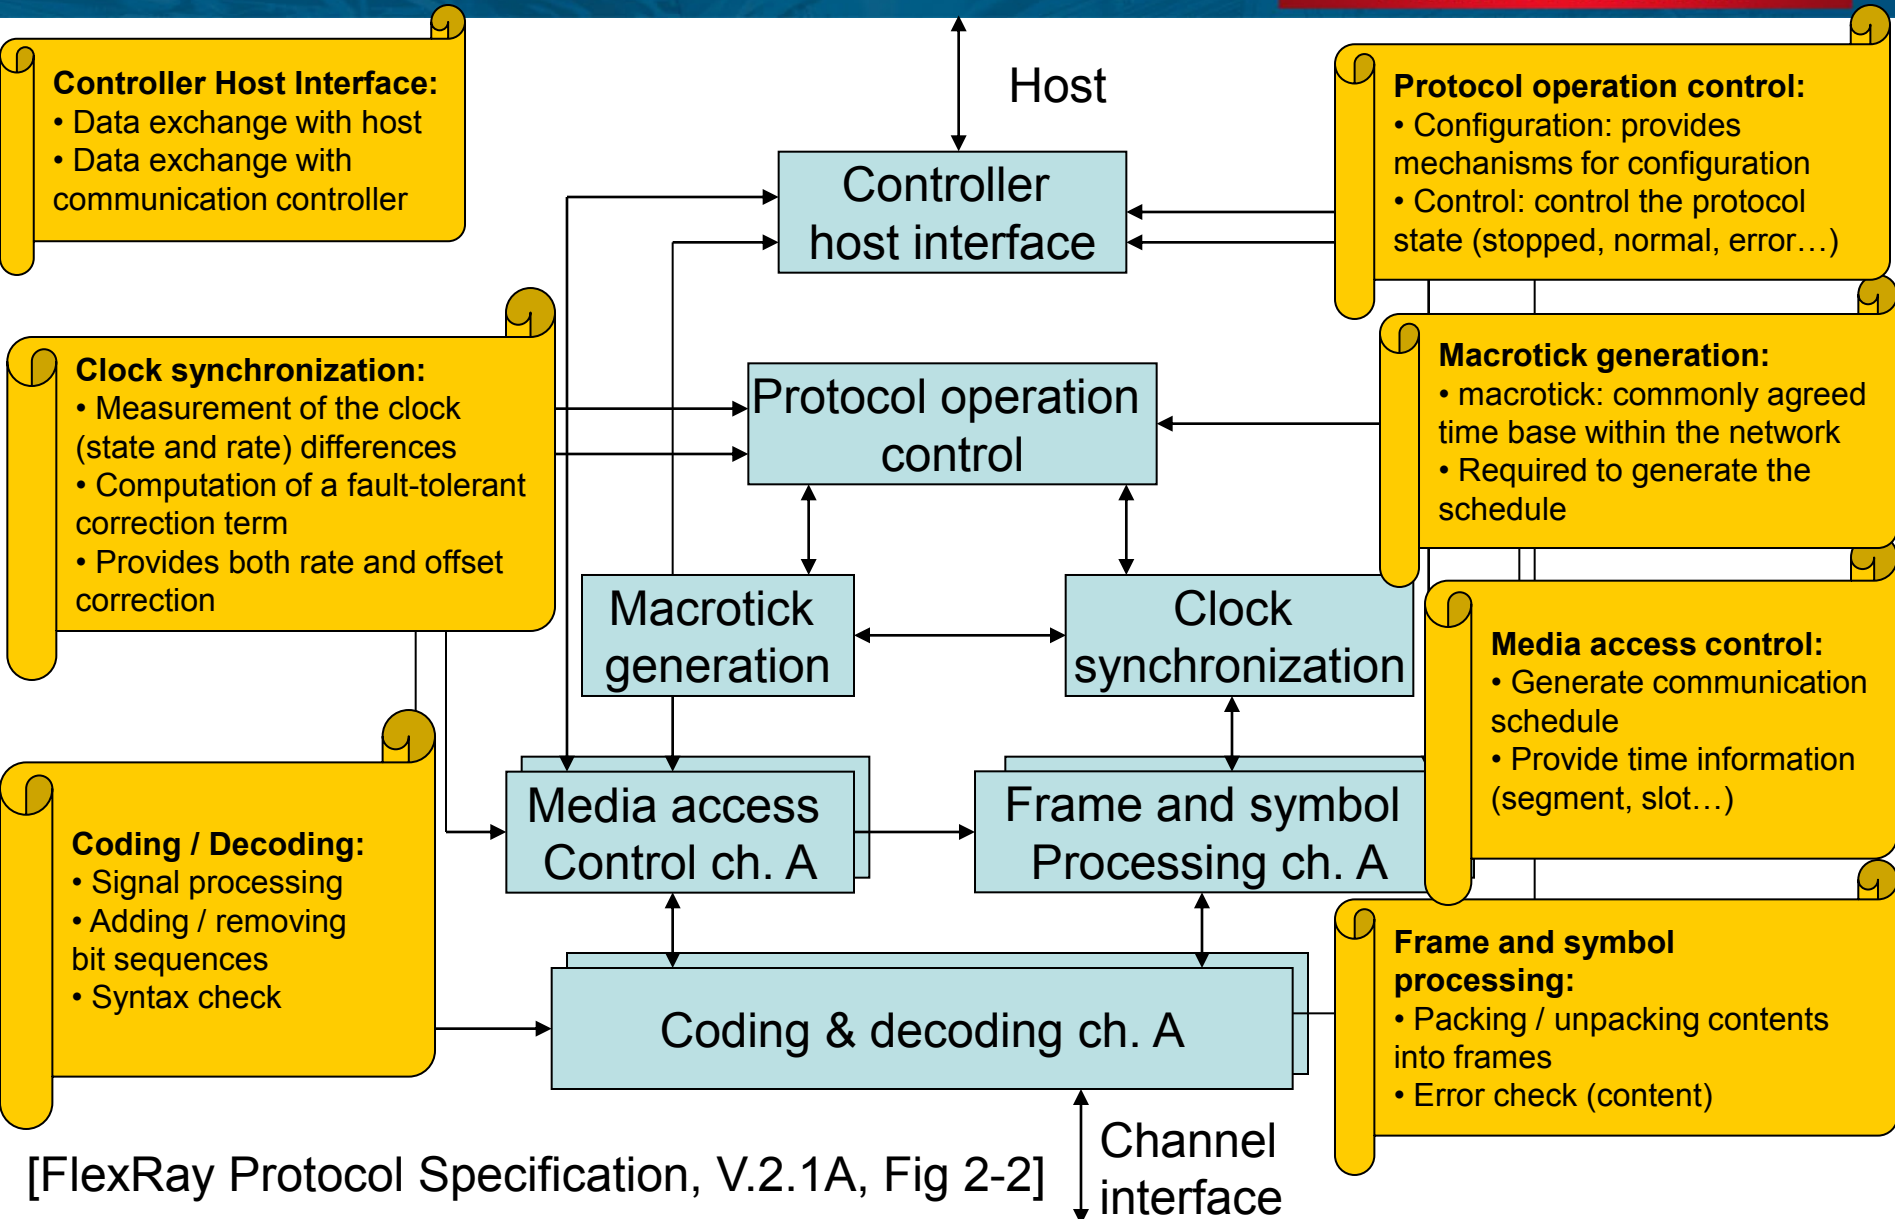 Controller Host Interface:
• Data exchange with host
• Data exchange with
communication controller
Host
Protocol operation control:
• Configuration: provides
mechanisms for configuration
• Control: control the protocol
state (stopped, normal, error…)
Controller
host interface
Clock synchronization:
• Measurement of the clock
(state and rate) differences
• Computation of a fault-tolerant
correction term
• Provides both rate and offset
correction
Protocol operation
control
Macrotick generation:
• macrotick: commonly agreed
time base within the network
• Required to generate the
schedule
Macrotick
generation
Clock
synchronization
Media access control:
• Generate communication
schedule
• Provide time information
(segment, slot…)
Coding / Decoding:
• Signal processing
• Adding / removing
bit sequences
• Syntax check
Media access
Control ch. A
Frame and symbol
Processing ch. A
Frame and symbol
processing:
• Packing / unpacking contents
into frames
• Error check (content)
Coding & decoding ch. A
Channel
interface
[FlexRay Protocol Specification, V.2.1A, Fig 2-2]